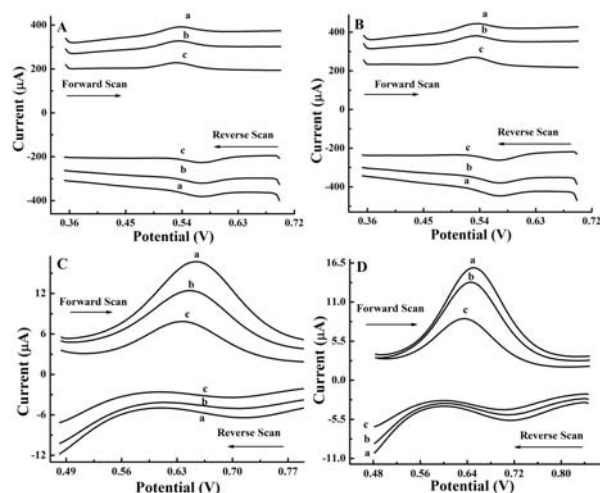 A
a
b
c
400
200
0
-200
-400
Current (μA)
Forward Scan
Reverse Scan
c
b
a
0.36 0.45 0.54 0.63 0.72
Potential (V)
B
a
b
c
400
200
0
-200
-400
Current (μA)
Forward Scan
Reverse Scan
c
b
a
0.36 0.45 0.54 0.63 0.72
Potential (V)
C
a
b
c
12
6
0
-6
-12
Current (μA)
Forward Scan
c
b
a
Reverse Scan
0.49 0.56 0.63 0.70 0.77
Potential (V)
D
a
b
c
16.5
11.0
5.5
0.0
-5.5
-11.0
Current (μA)
Forward Scan
c
b
a
Reverse Scan
0.48 0.56 0.64 0.72 0.80
Potential (V)